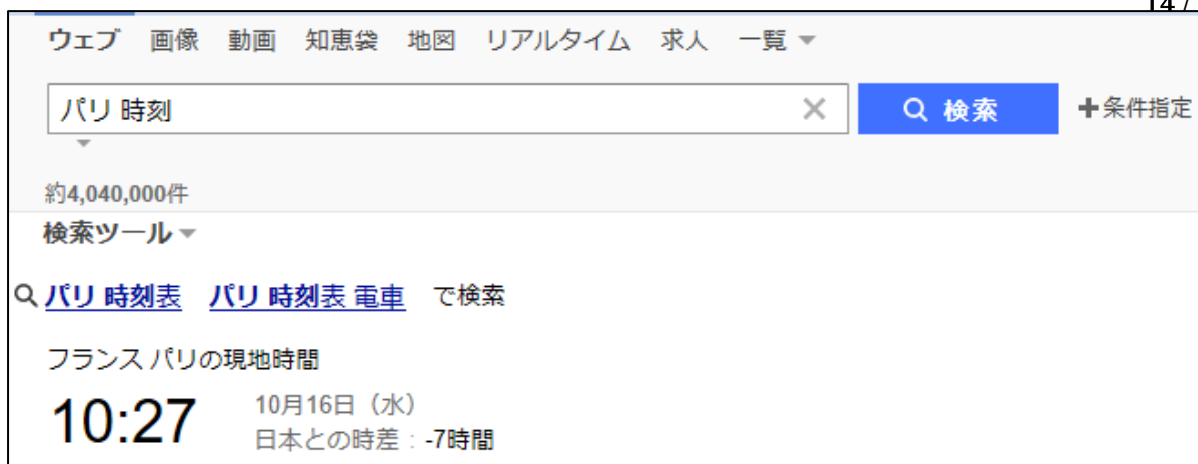 14 /
ウェブ 画像 動画 知恵袋 地図 リアルタイム 求人 一覧
パリ 時刻
検索
+条件指定
約4,040,000件
検索ツール
パリ 時刻表 パリ 時刻表 電車 で検索
フランス パリの現地時間
10:27
10月16日（水）
日本との時差：-7時間